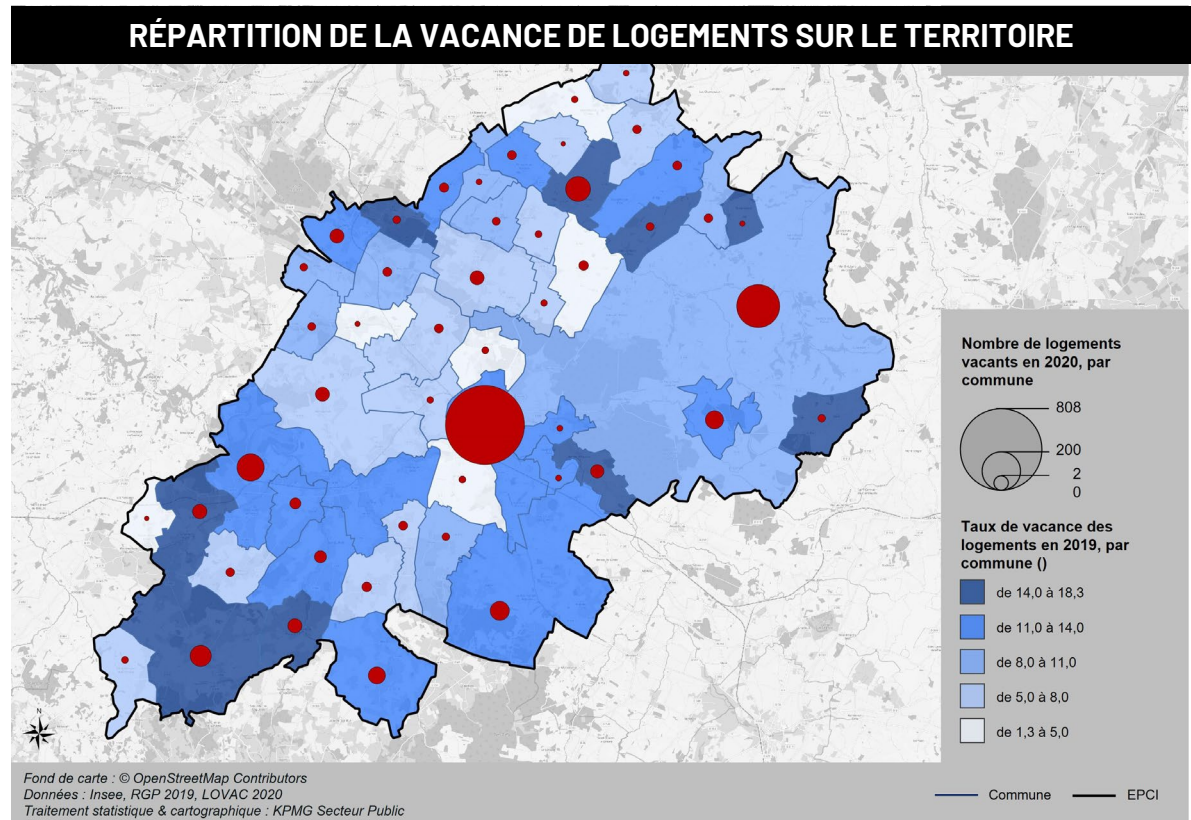 RÉPARTITION DE LA VACANCE DE LOGEMENTS SUR LE TERRITOIRE
Nombre de logements
vacants en 2020, par
commune
808
200
2
0
Taux de vacance des
logements en 2019, par
commune ()
de 14,0 à 18,3
de 11,0 à 14,0
de 8,0 à 11,0
de 5,0 à 8,0
de 1,3 à 5,0
N
Fond de carte : © OpenStreetMap Contributors
Données : Insee, RGP 2019, LOVAC 2020
Traitement statistique & cartographique : KPMG Secteur Public
Commune
EPCI